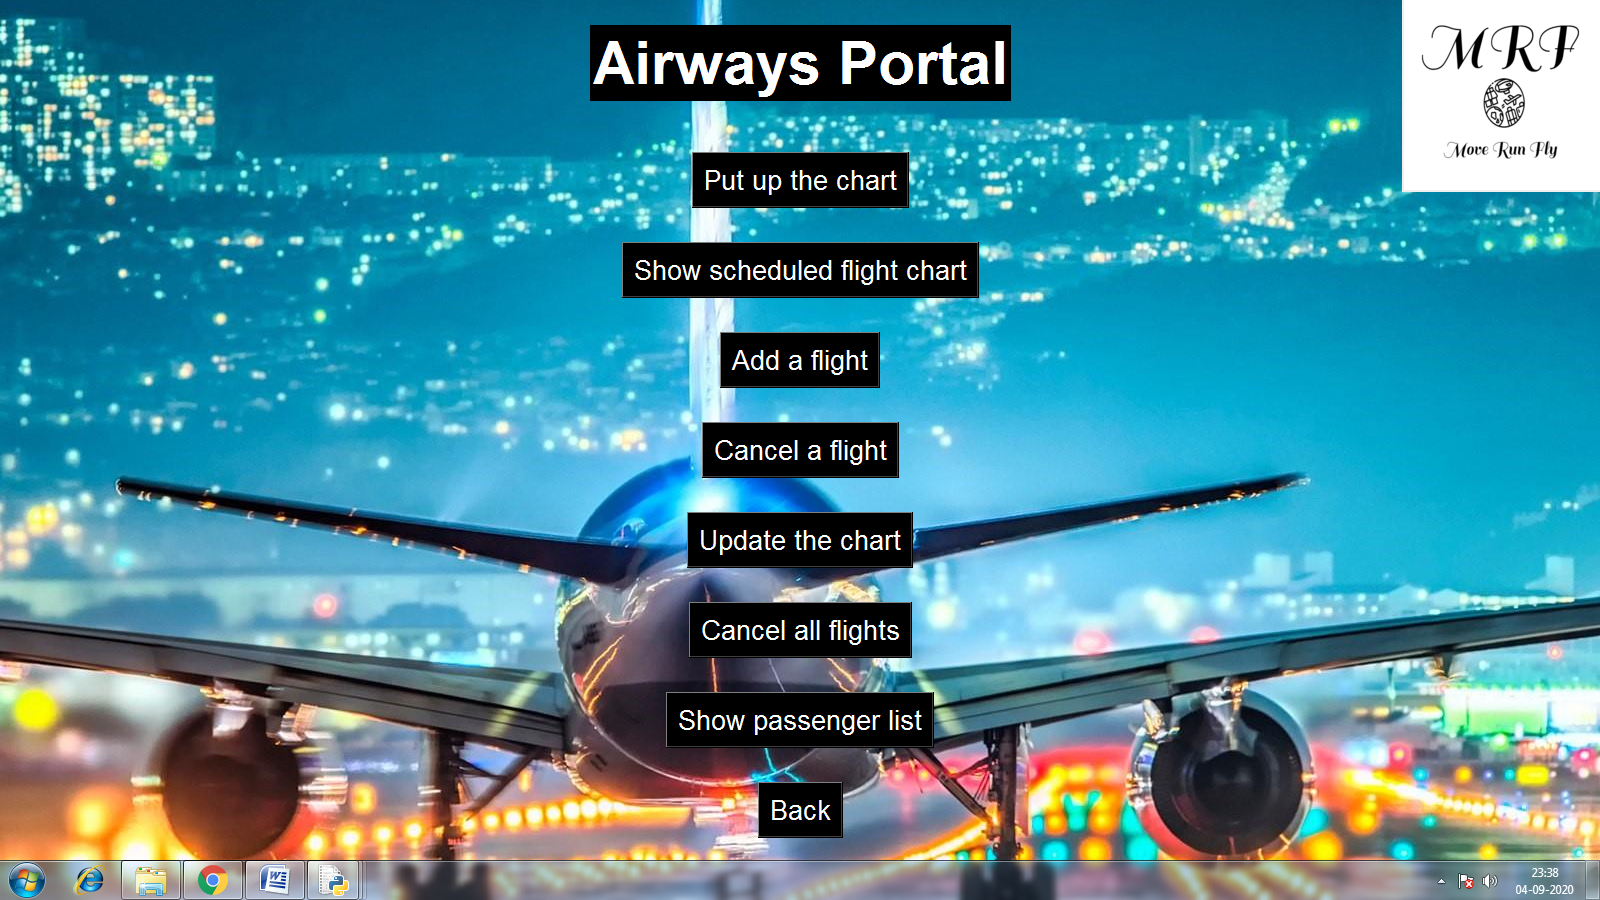 Airways Portal
MRF
Move Run Fly
Put up the chart
Show scheduled flight chart
Add a flight
Cancel a flight
Update the chart
Cancel all flights
Show passenger list
Back
23:38
04-09-2020